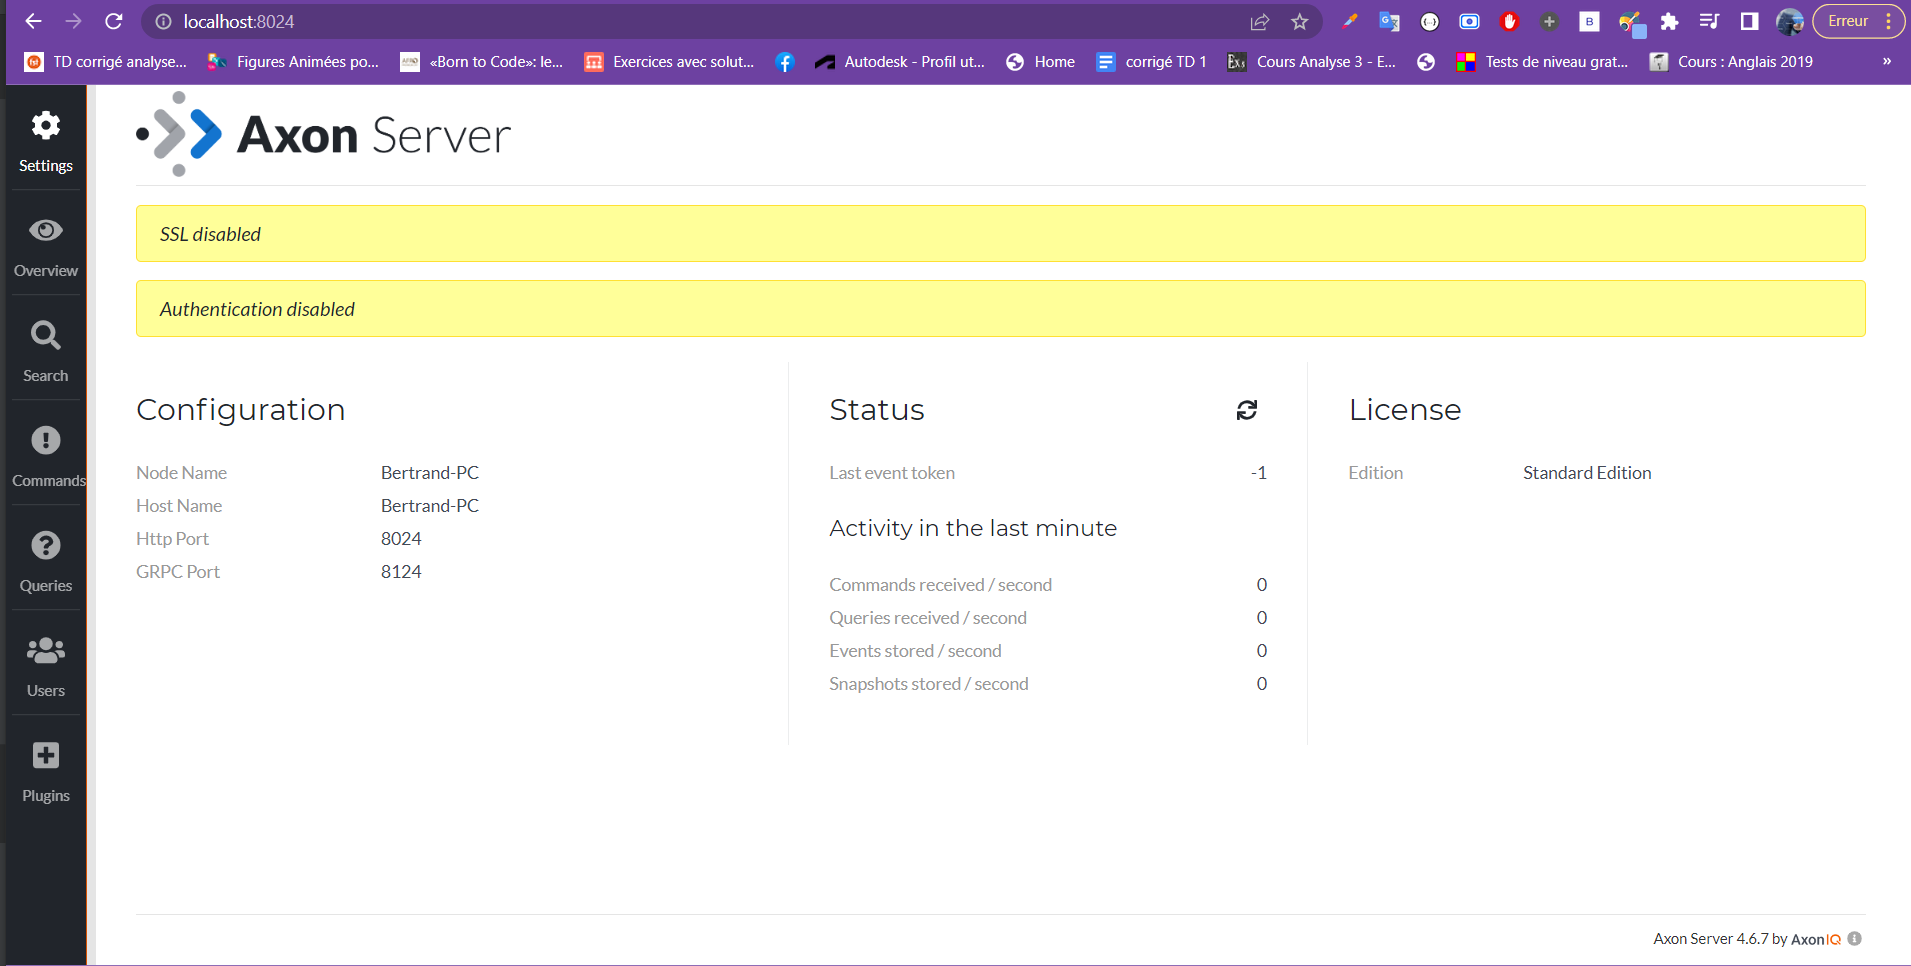 localhost:8024
Erreur
TD corrigé analyse...
Figures Animées po...
«Born to Code»: le...
Exercices avec solut...
Autodesk - Profil ut...
Home
corrigé TD 1
Cours Analyse 3 - E...
Tests de niveau grat...
Cours : Anglais 2019
»
Settings
Overview
Search
Commands
Queries
Users
Plugins
Axon Server
SSL disabled
Authentication disabled
Configuration
Node Name Bertrand-PC
Host Name Bertrand-PC
Http Port 8024
GRPC Port 8124
Status
Last event token -1
Activity in the last minute
Commands received / second 0
Queries received / second 0
Events stored / second 0
Snapshots stored / second 0
License
Edition Standard Edition
Axon Server 4.6.7 by AxonIQ